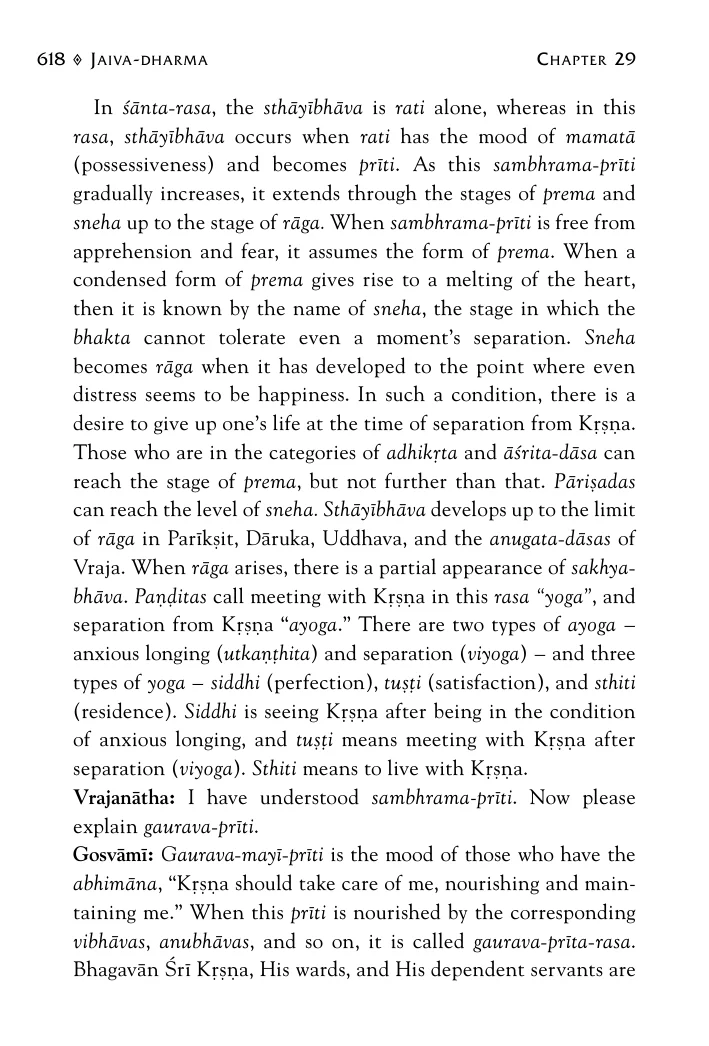 618 ◊ JAIVA-DHARMA CHAPTER 29
In śānta-rasa, the sthāyībhāva is rati alone, whereas in this
rasa, sthāyībhāva occurs when rati has the mood of mamatā
(possessiveness) and becomes prīti. As this sambhrama-prīti
gradually increases, it extends through the stages of prema and
sneha up to the stage of rāga. When sambhrama-prīti is free from
apprehension and fear, it assumes the form of prema. When a
condensed form of prema gives rise to a melting of the heart,
then it is known by the name of sneha, the stage in which the
bhakta cannot tolerate even a moment’s separation. Sneha
becomes rāga when it has developed to the point where even
distress seems to be happiness. In such a condition, there is a
desire to give up one’s life at the time of separation from Kṛṣṇa.
Those who are in the categories of adhikṛta and āśrita-dāsa can
reach the stage of prema, but not further than that. Pāriṣadas
can reach the level of sneha. Sthāyībhāva develops up to the limit
of rāga in Parīkṣit, Dāruka, Uddhava, and the anugata-dāsas of
Vraja. When rāga arises, there is a partial appearance of sakhya-
bhāva. Paṇḍitas call meeting with Kṛṣṇa in this rasa “yoga”, and
separation from Kṛṣṇa “ayoga.” There are two types of ayoga –
anxious longing (utkaṇṭhita) and separation (viyoga) – and three
types of yoga – siddhi (perfection), tuṣṭi (satisfaction), and sthiti
(residence). Siddhi is seeing Kṛṣṇa after being in the condition
of anxious longing, and tuṣṭi means meeting with Kṛṣṇa after
separation (viyoga). Sthiti means to live with Kṛṣṇa.
Vrajanātha: I have understood sambhrama-prīti. Now please
explain gaurava-prīti.
Gosvāmī: Gaurava-mayī-prīti is the mood of those who have the
abhimāna, “Kṛṣṇa should take care of me, nourishing and main-
taining me.” When this prīti is nourished by the corresponding
vibhāvas, anubhāvas, and so on, it is called gaurava-prīta-rasa.
Bhagavān Śrī Kṛṣṇa, His wards, and His dependent servants are